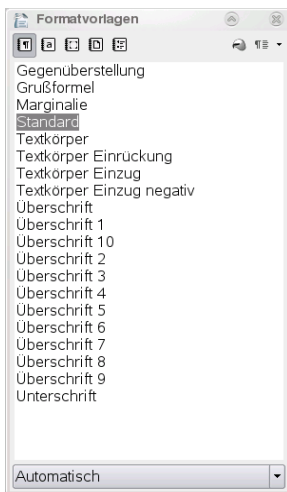 Formatvorlagen
Gegenüberstellung
Grußformel
Marginalie
Standard
Textkörper
Textkörper Einrückung
Textkörper Einzug
Textkörper Einzug negativ
Überschrift
Überschrift 1
Überschrift 10
Überschrift 2
Überschrift 3
Überschrift 4
Überschrift 5
Überschrift 6
Überschrift 7
Überschrift 8
Überschrift 9
Unterschrift
Automatisch